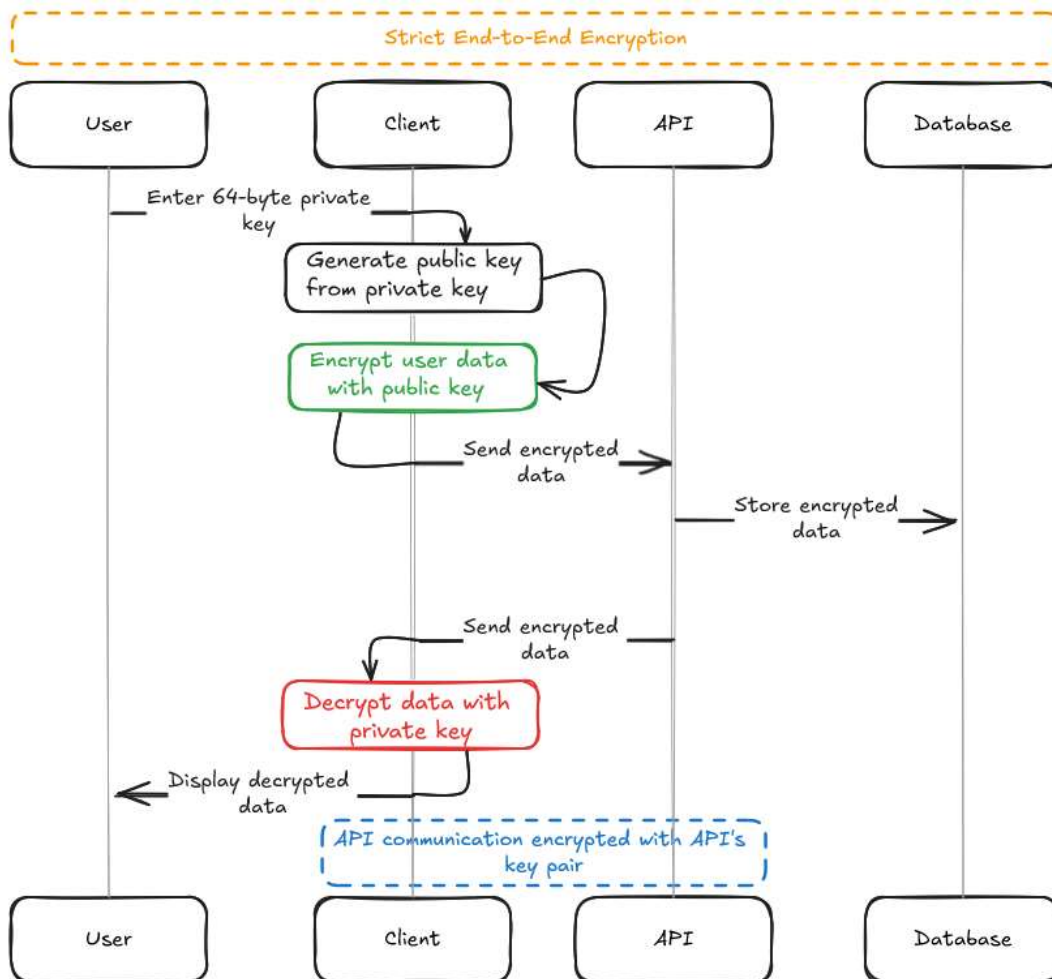 Strict End-to-End Encryption
User
Client
API
Database
Enter 64-byte private
key
Generate public key
from private key
Encrypt user data
with public key
Send encrypted
data
Store encrypted
data
Send encrypted
data
Decrypt data with
private key
Display decrypted
data
API communication encrypted with API's
key pair
User
Client
API
Database